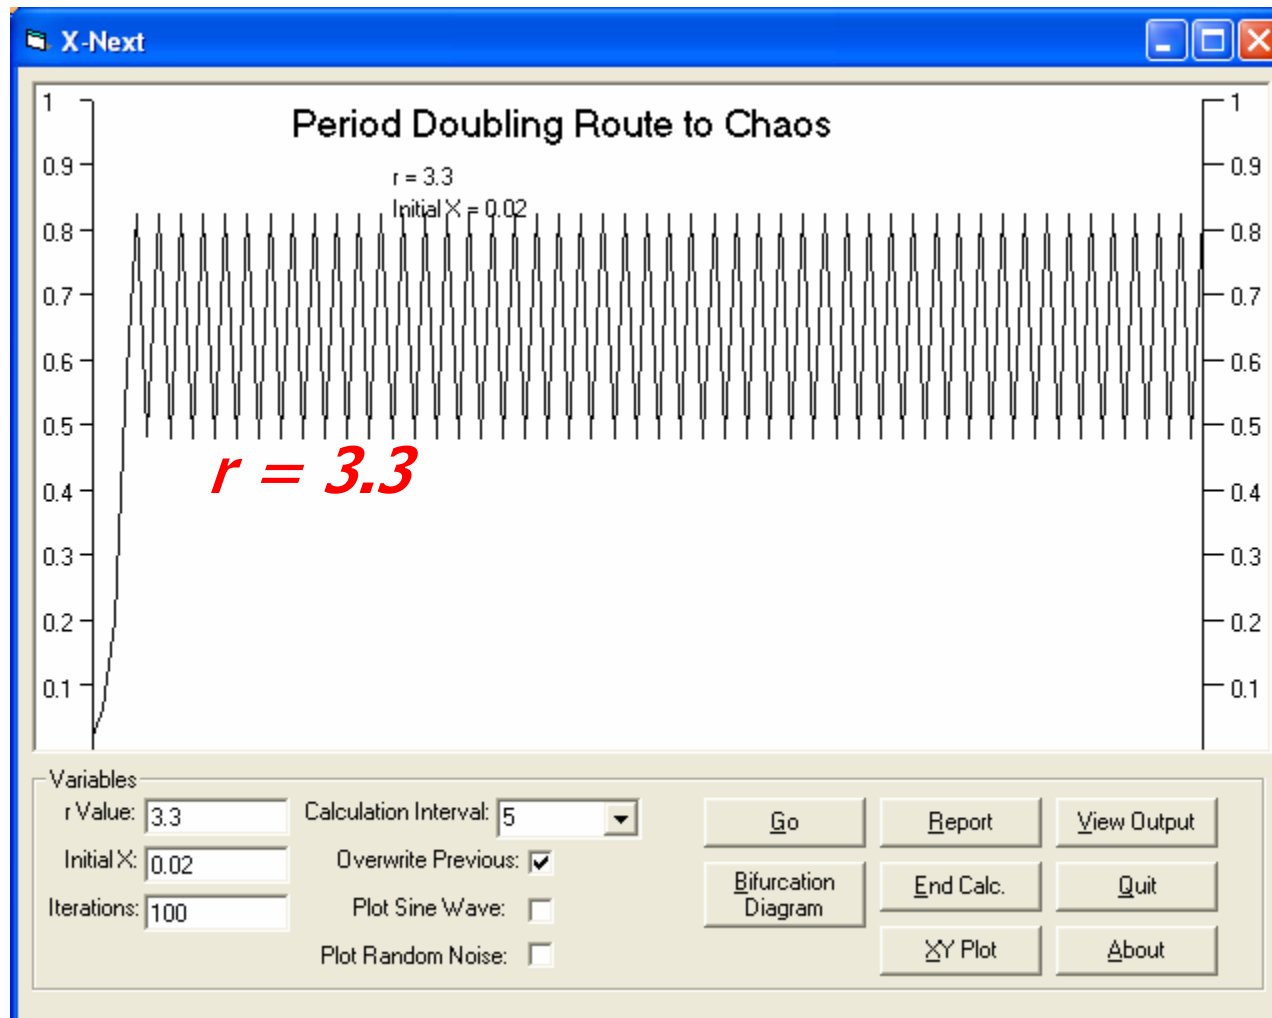 X-Next
Period Doubling Route to Chaos
r = 3.3
Initial X = 0.02
1
0.9
0.8
0.7
0.6
0.5
0.4
0.3
0.2
0.1
1
0.9
0.8
0.7
0.6
0.5
0.4
0.3
0.2
0.1
r = 3.3
Variables
r Value: 3.3
Initial X: 0.02
Iterations: 100
Calculation Interval: 5
Overwrite Previous:
Plot Sine Wave:
Plot Random Noise:
Go
Report
View Output
Bifurcation
Diagram
End Calc.
Quit
XY Plot
About